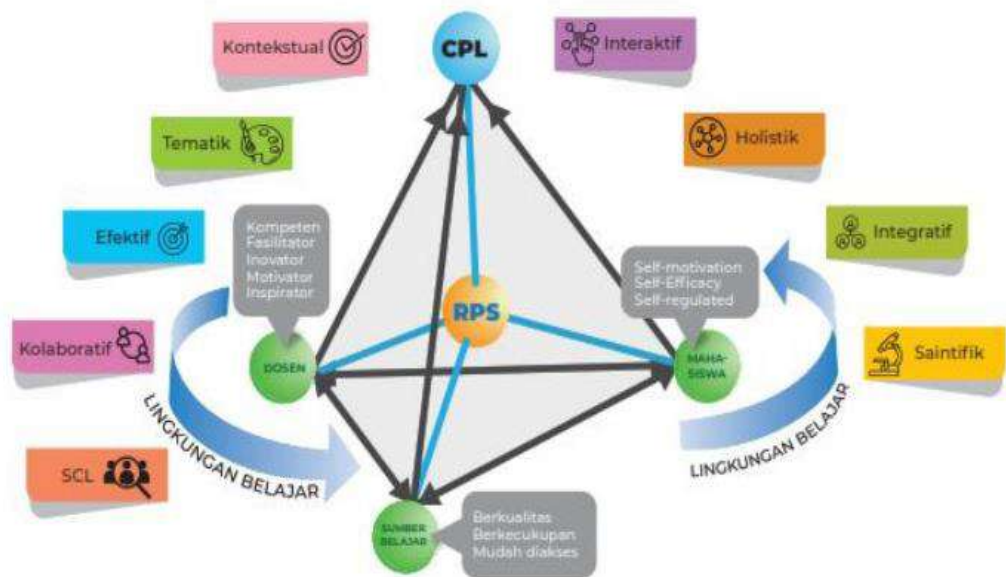 Kontekstual
CPL
Interaktif
Tematik
Holistik
Efektif
Kompeten
Fasilitator
Inovator
Motivator
Inspirator
Self-motivation
Self-Efficacy
Self-regulated
Integratif
RPS
Kolaboratif
DOSEN
MAHA-
SISWA
Saintifik
LINGKUNGAN BELAJAR
LINGKUNGAN BELAJAR
SCL
SUMBER
BELAJAR
Berkualitas
Berkecukupan
Mudah diakses